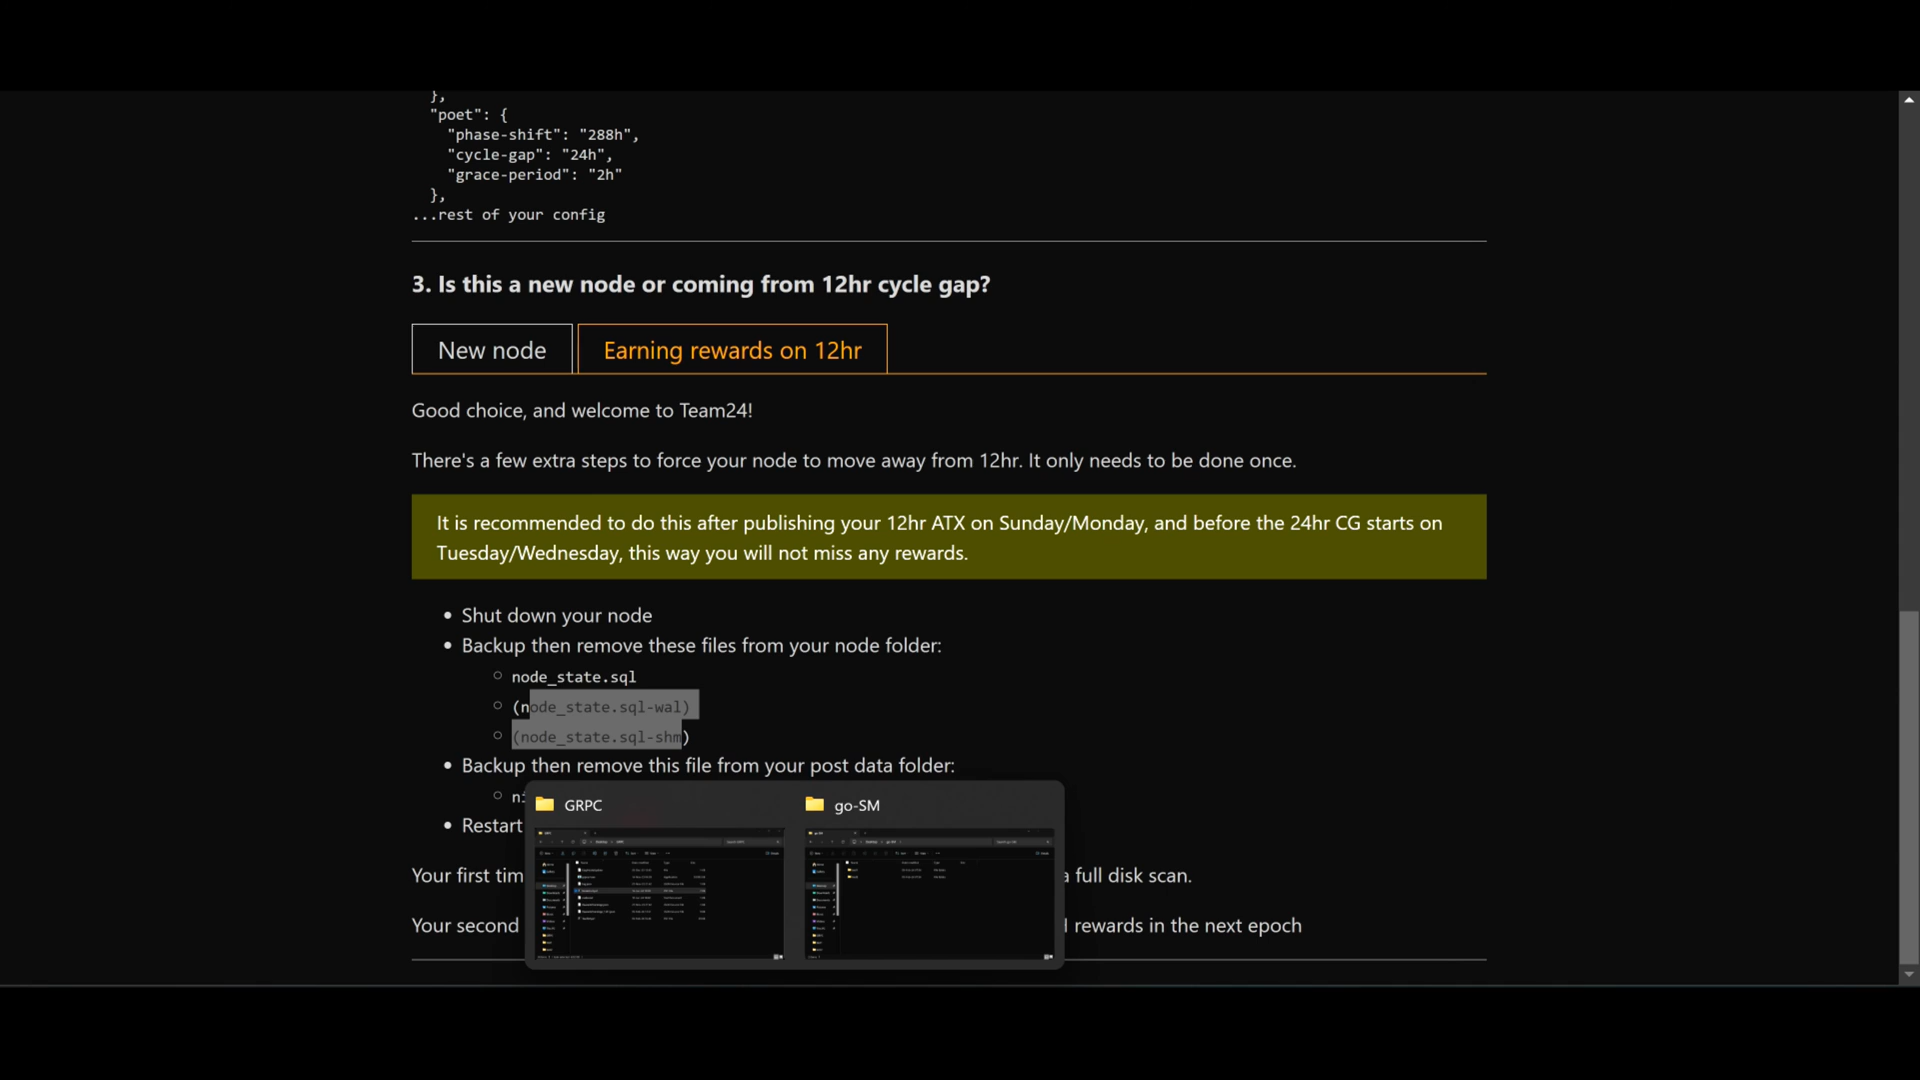 },
"poet": {
"phase-shift": "288h",
"cycle-gap": "24h",
"grace-period": "2h"
},
...rest of your config
3. Is this a new node or coming from 12hr cycle gap?
New node
Earning rewards on 12hr
Good choice, and welcome to Team24!
There's a few extra steps to force your node to move away from 12hr. It only needs to be done once.
It is recommended to do this after publishing your 12hr ATX on Sunday/Monday, and before the 24hr CG starts on
Tuesday/Wednesday, this way you will not miss any rewards.
• Shut down your node
• Backup then remove these files from your node folder:
node_state.sql
(node_state.sql-wal)
(node_state.sql-shm)
• Backup then remove this file from your post data folder:
GRPC
go-SM
• Restart
Your first tim
a full disk scan.
Your second
rewards in the next epoch